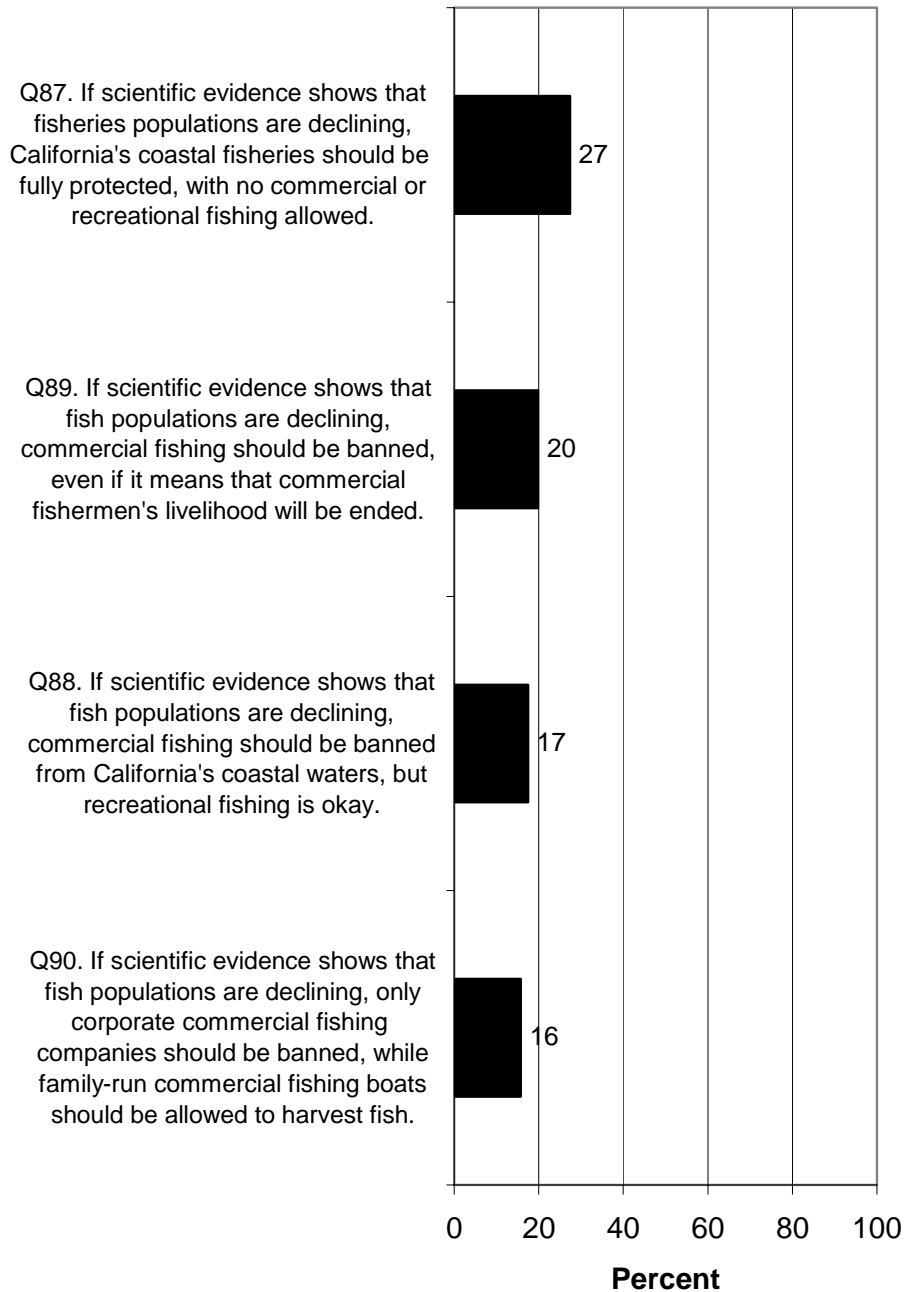 Q87. If scientific evidence shows that
fisheries populations are declining,
California's coastal fisheries should be
fully protected, with no commercial or
recreational fishing allowed.
27
Q89. If scientific evidence shows that
fish populations are declining,
commercial fishing should be banned,
even if it means that commercial
fishermen's livelihood will be ended.
20
Q88. If scientific evidence shows that
fish populations are declining,
commercial fishing should be banned
from California's coastal waters, but
recreational fishing is okay.
17
Q90. If scientific evidence shows that
fish populations are declining, only
corporate commercial fishing
companies should be banned, while
family-run commercial fishing boats
should be allowed to harvest fish.
16
0 20 40 60 80 100
Percent